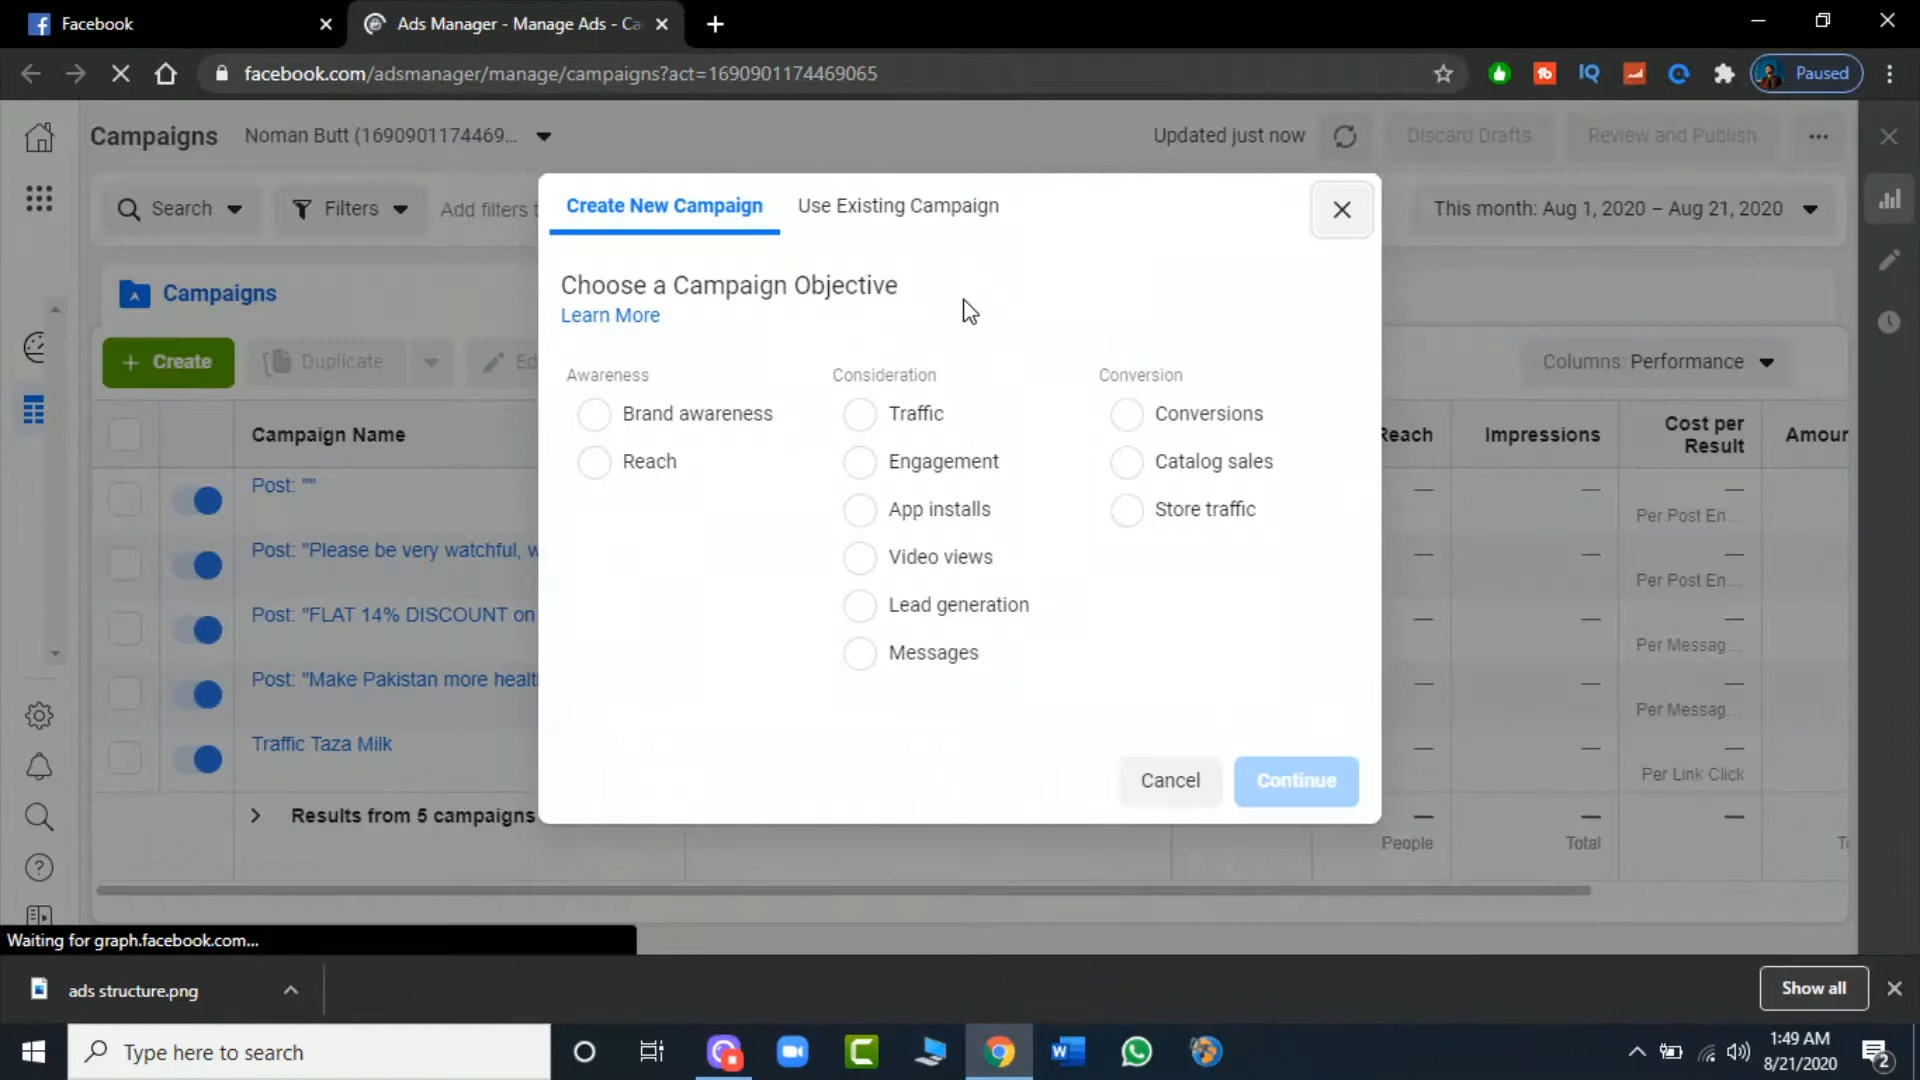 Facebook
Ads Manager - Manage Ads - Ca
facebook.com/adsmanager/manage/campaigns?act=1690901174469065
IQ
Paused
Campaigns
Noman Butt (1690901174469...
Updated just now
Discard Drafts
Review and Publish
Search
Filters
Add filters t
This month: Aug 1, 2020 – Aug 21, 2020
Create New Campaign
Use Existing Campaign
Choose a Campaign Objective
Learn More
Campaigns
+ Create
Duplicate
Ed
Columns: Performance
Awareness
Brand awareness
Reach
Consideration
Traffic
Engagement
App installs
Video views
Lead generation
Messages
Conversion
Conversions
Catalog sales
Store traffic
Cancel
Continue
Campaign Name
Reach
Impressions
Cost per
Result
Amour
Post: ""
—
—
—
Per Post En...
Post: "Please be very watchful, w
—
—
—
Per Post En...
Post: "FLAT 14% DISCOUNT on
—
—
—
Per Messag...
Post: "Make Pakistan more healt
—
—
—
Per Messag...
Traffic Taza Milk
—
—
—
Per Link Click
Results from 5 campaigns
—
—
—
People
Total
Waiting for graph.facebook.com...
ads structure.png
Show all
Type here to search
1:49 AM
8/21/2020
2